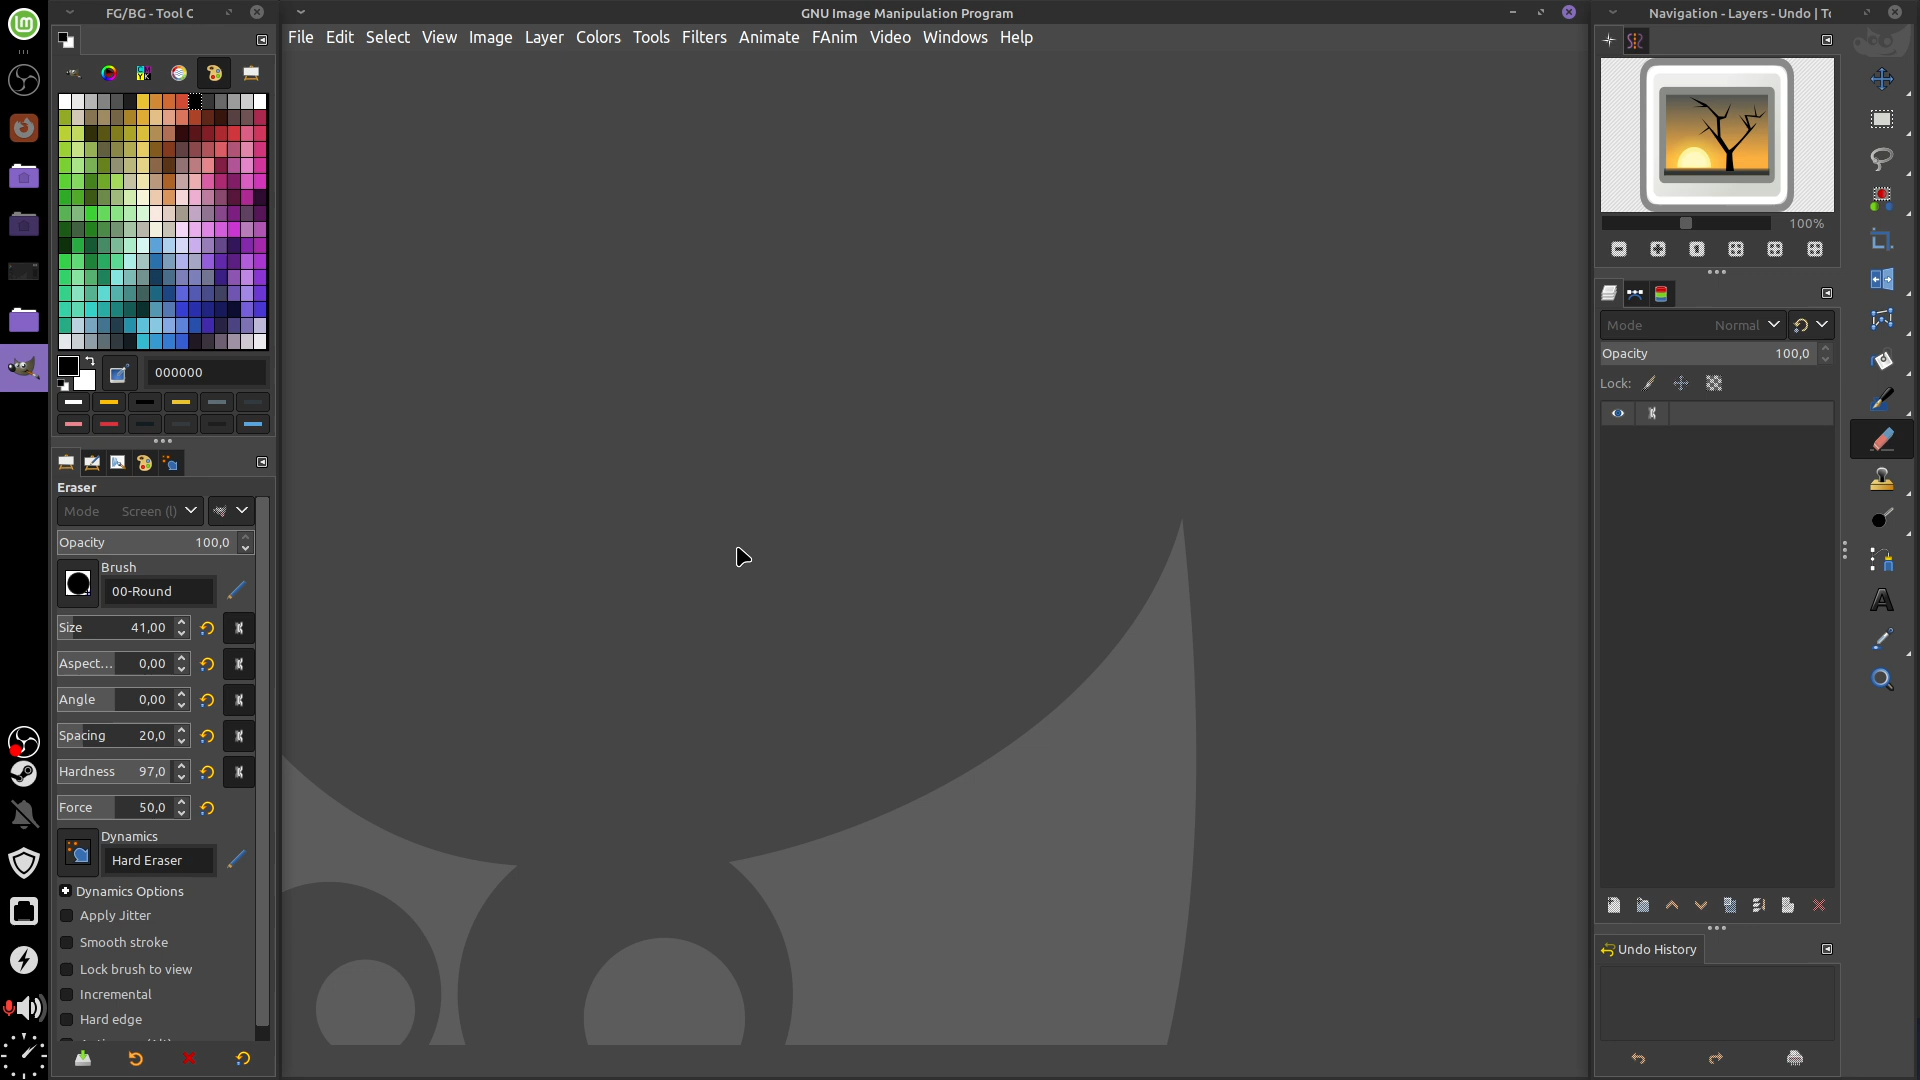 FG/BG - Tool C
GNU Image Manipulation Program
Navigation - Layers - Undo | To
File Edit Select View Image Layer Colors Tools Filters Animate FAnim Video Windows Help
100%
000000
Mode Normal
Opacity 100,0
Lock:
Eraser
Mode Screen (l)
Opacity 100,0
Brush
00-Round
Size 41,00
Aspect... 0,00
Angle 0,00
Spacing 20,0
Hardness 97,0
Force 50,0
Dynamics
Hard Eraser
Dynamics Options
Apply Jitter
Smooth stroke
Lock brush to view
Incremental
Hard edge
Undo History